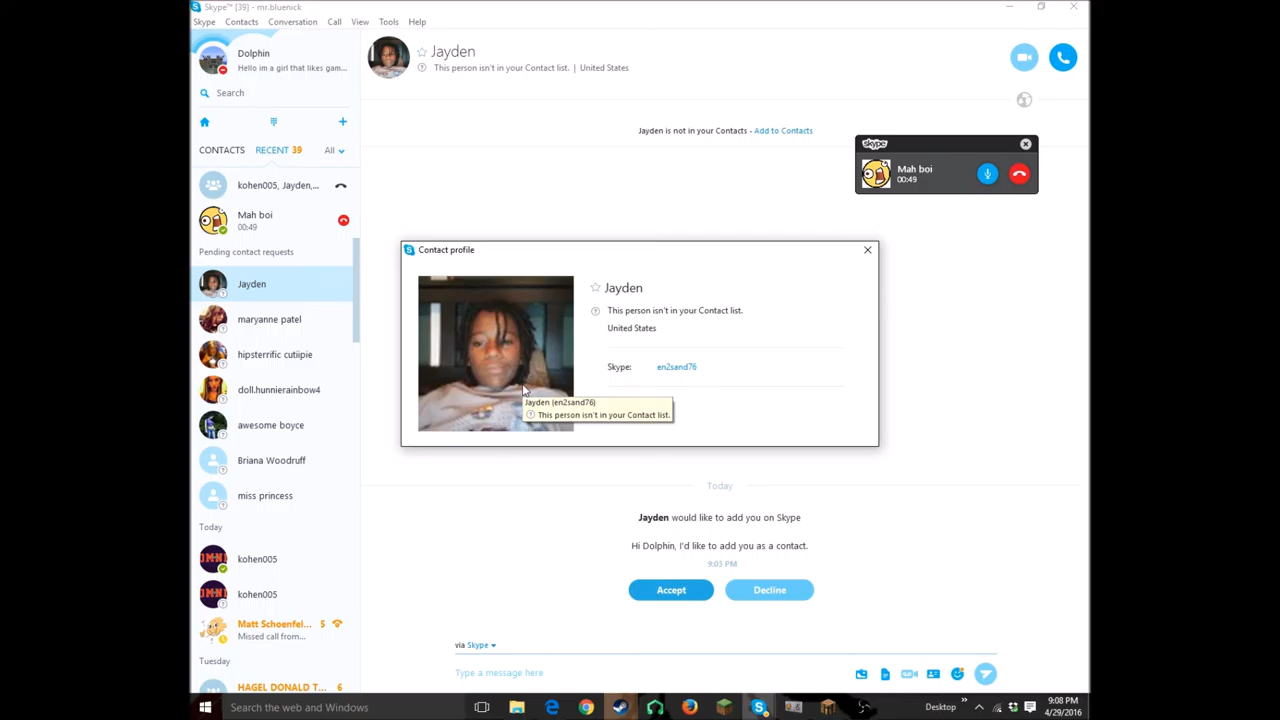 Skype™ [39] - mr.bluenick
Skype Contacts Conversation Call View Tools Help
Dolphin
Hello im a girl that likes gam...
Search
CONTACTS RECENT 39 All
kohen005, Jayden,...
Mah boi
00:49
Pending contact requests
Jayden
maryanne patel
hipsterrific cutiipie
doll.hunnierainbow4
awesome boyce
Briana Woodruff
miss princess
Today
kohen005
kohen005
Matt Schoenfel... 5
Missed call from...
Tuesday
HAGEL DONALD T... 6
Jayden
This person isn't in your Contact list. | United States
Jayden is not in your Contacts - Add to Contacts
skype
Mah boi
00:49
Contact profile
Jayden
This person isn't in your Contact list.
United States
Skype: en2sand76
Jayden (en2sand76)
This person isn't in your Contact list.
Today
Jayden would like to add you on Skype
Hi Dolphin, I'd like to add you as a contact.
9:03 PM
Accept Decline
via Skype
Type a message here
Search the web and Windows
Desktop
9:08 PM
4/29/2016